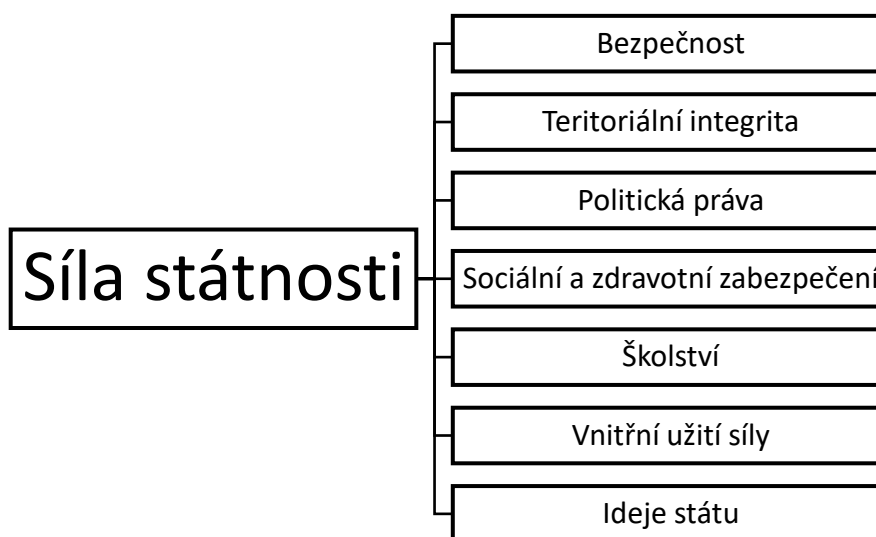 Síla státnosti
Bezpečnost
Teritoriální integrita
Politická práva
Sociální a zdravotní zabezpečení
Školství
Vnitřní užití síly
Ideje státu